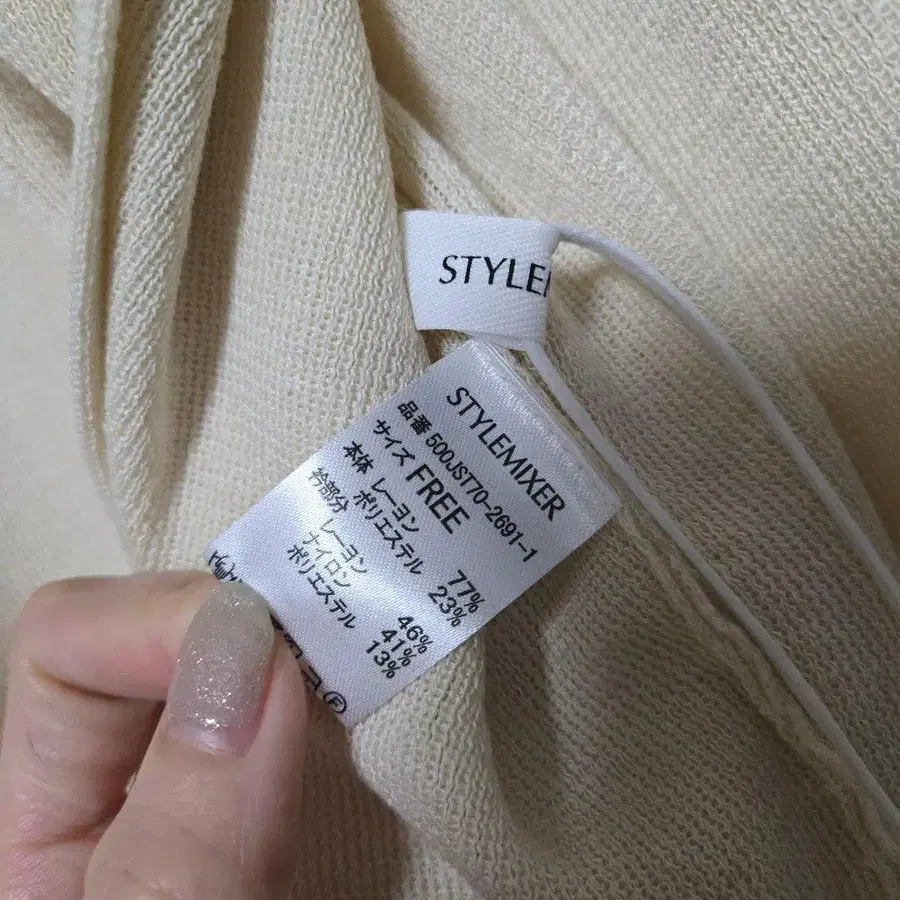 STYLEM
STYLEMIXER
品番 500JST70-2691-1
サイズ FREE
本体 レーヨン 77%
ポリエステル 23%
衿部分 レーヨン 46%
ナイロン 41%
ポリエステル 13%
F